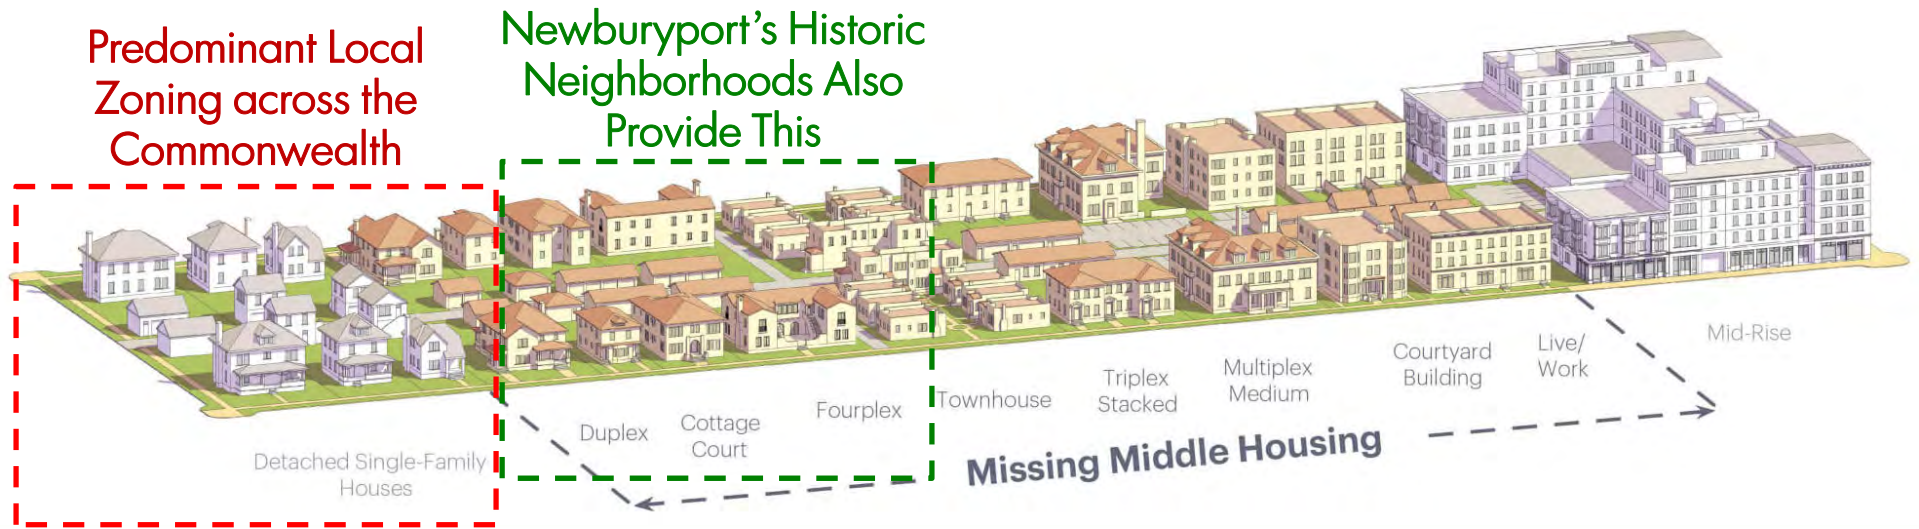 Predominant Local
Zoning across the
Commonwealth
Newburyport's Historic
Neighborhoods Also
Provide This
Detached Single-Family
Houses
Duplex
Cottage
Court
Fourplex
Townhouse
Triplex
Stacked
Multiplex
Medium
Courtyard
Building
Live/
Work
Mid-Rise
Missing Middle Housing